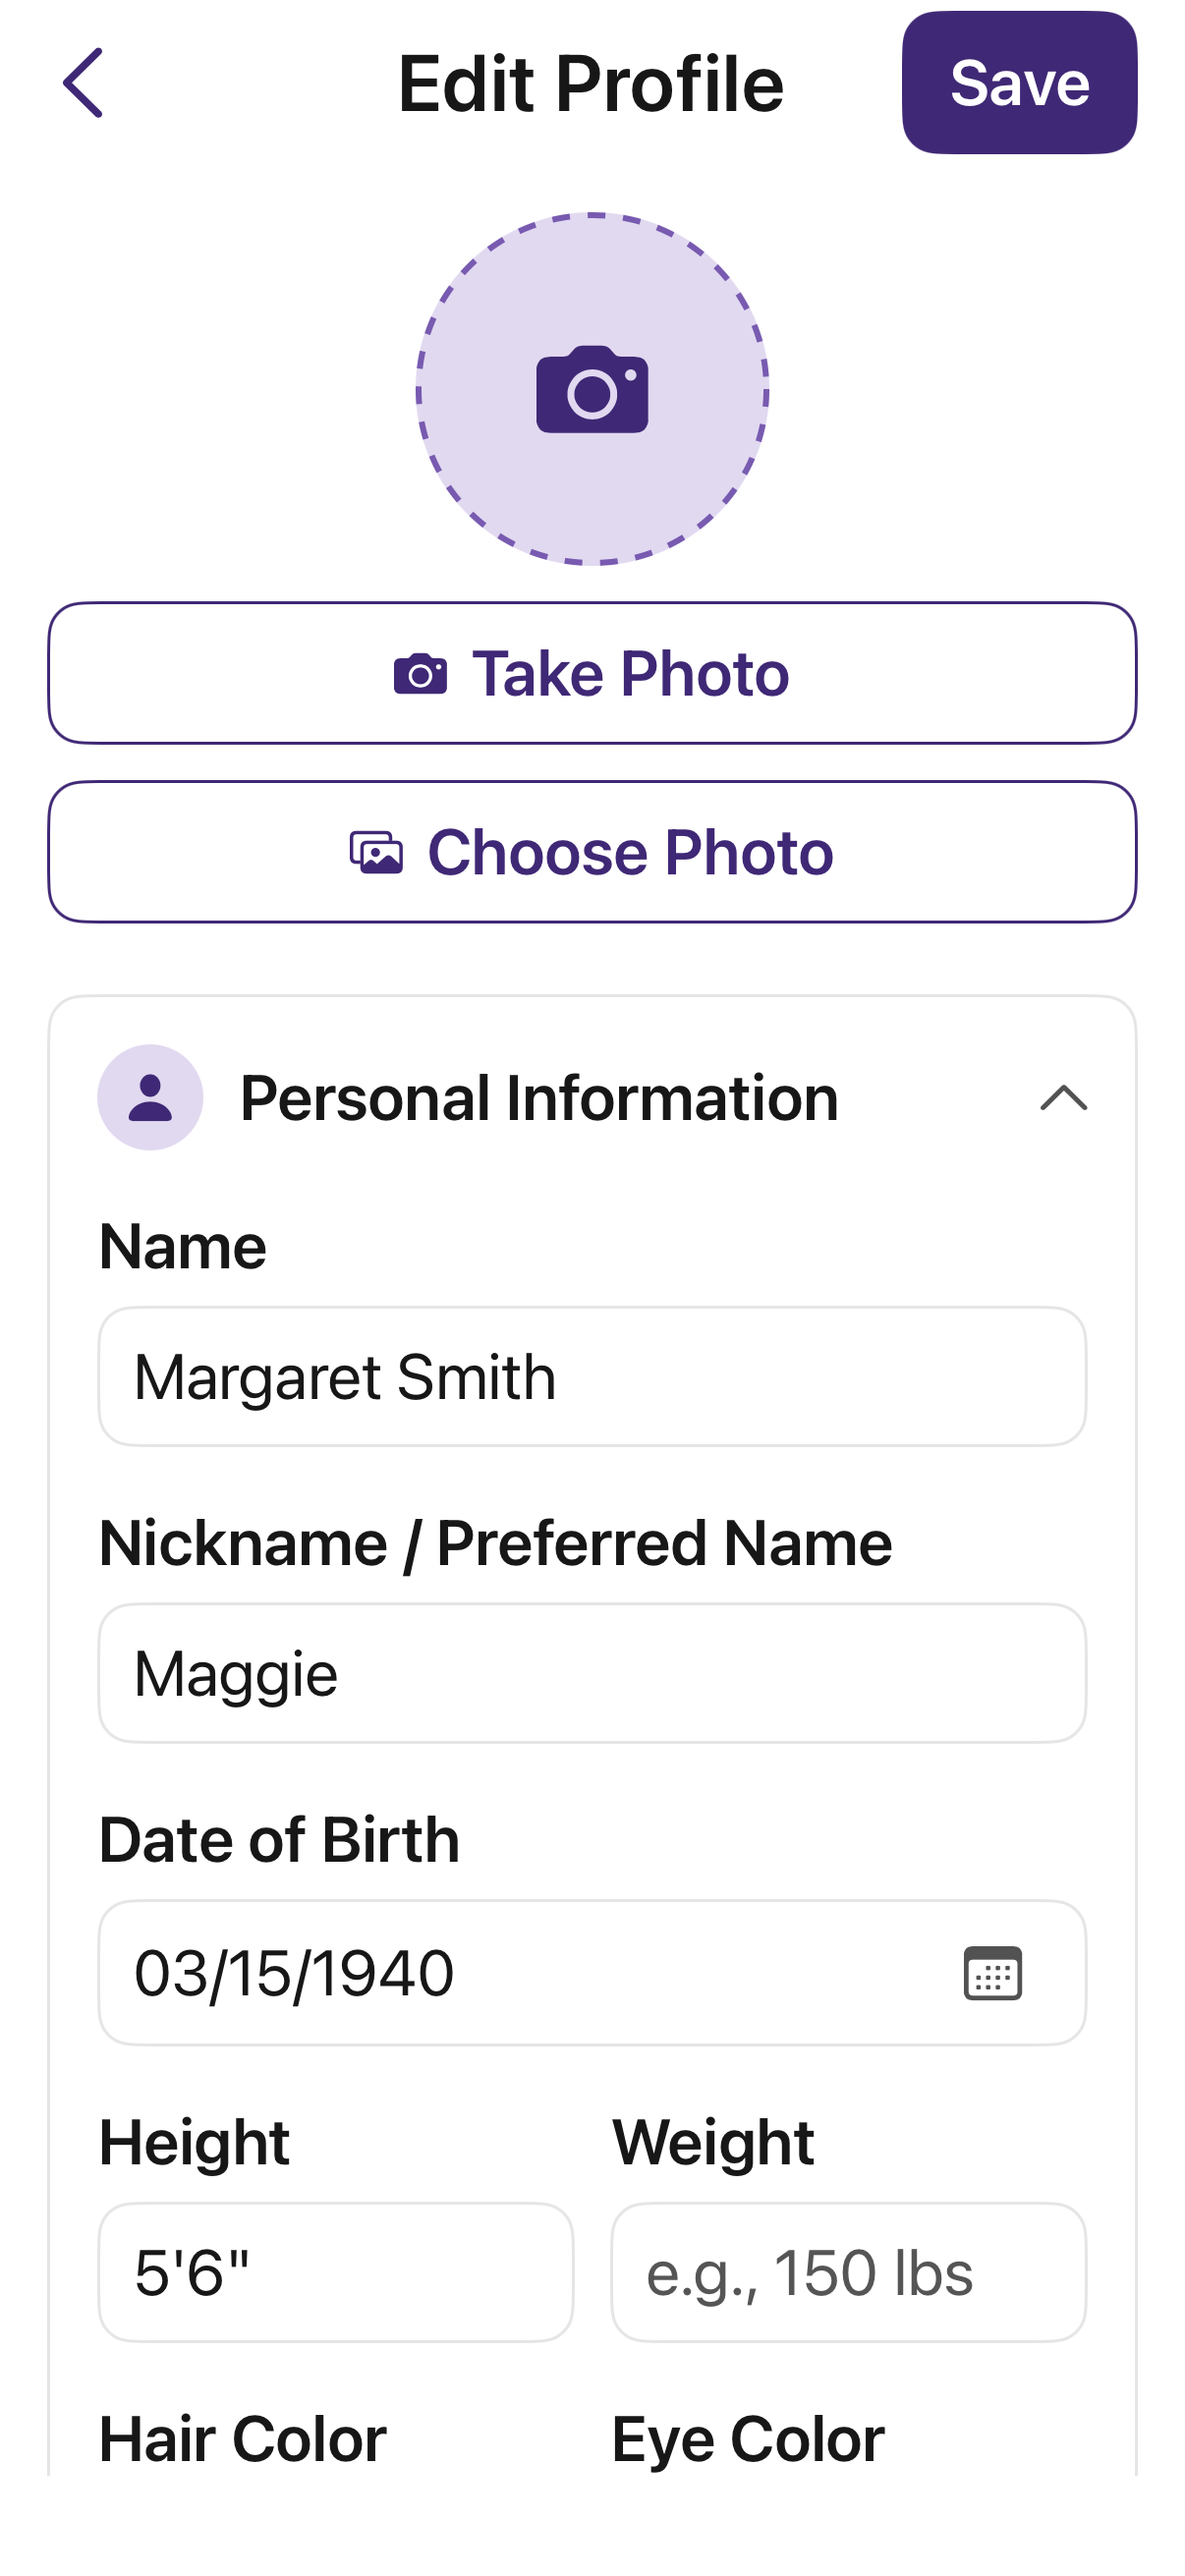 Edit Profile
Save
Take Photo
Choose Photo
Personal Information
Name
Margaret Smith
Nickname / Preferred Name
Maggie
Date of Birth
03/15/1940
Height Weight
5'6" e.g., 150 lbs
Hair Color Eye Color